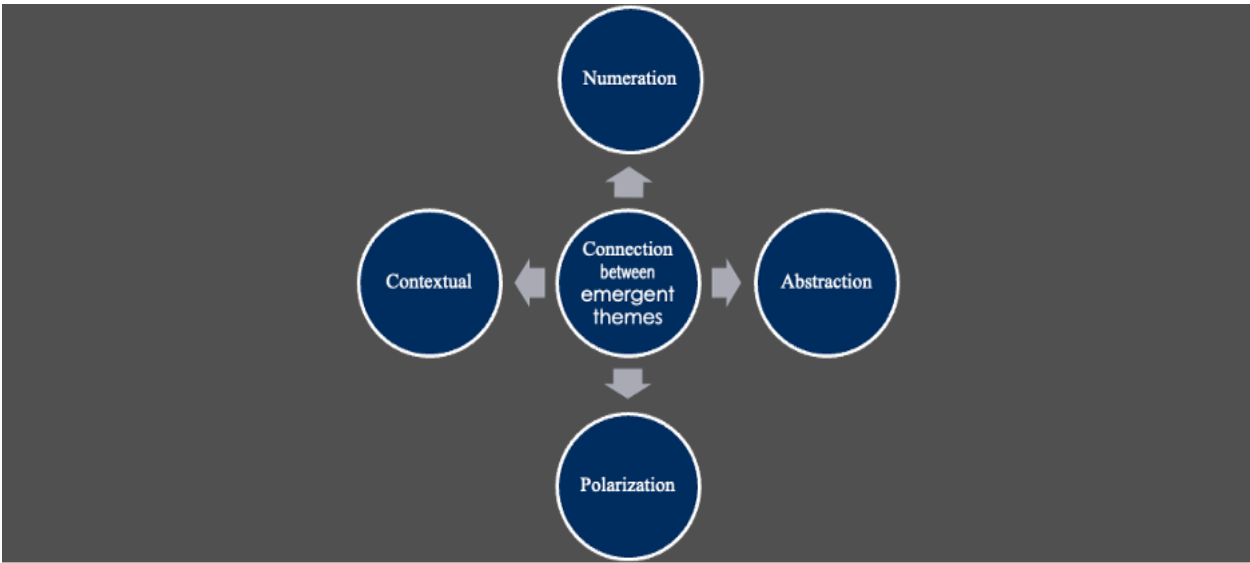 Numeration
Contextual
Connection
between
emergent
themes
Abstraction
Polarization